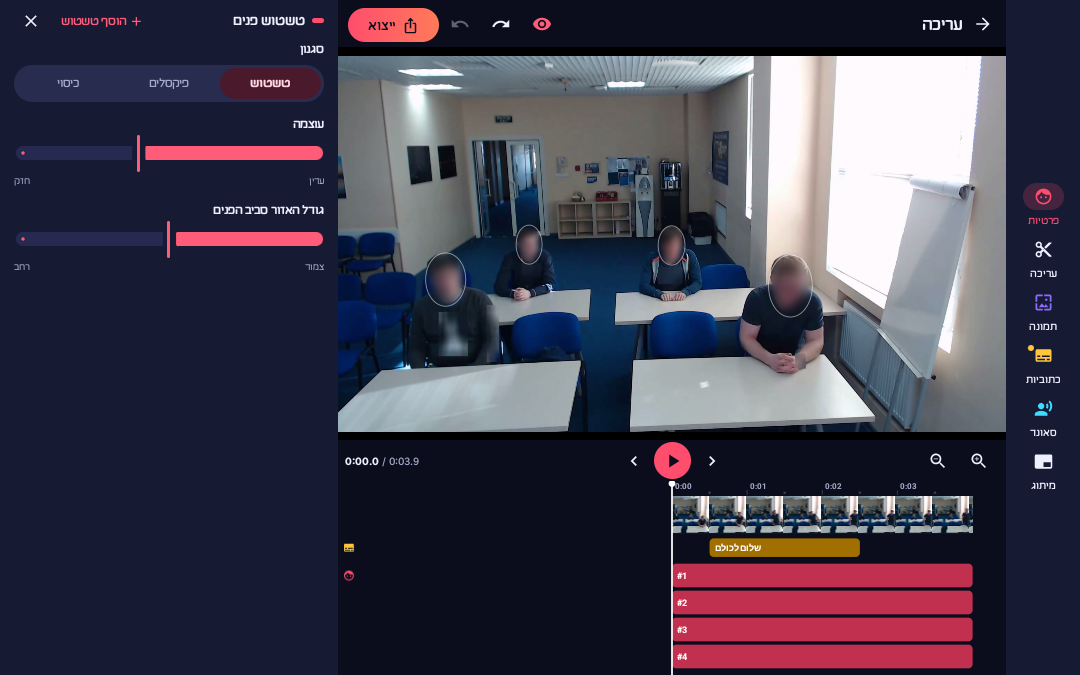 עריכה
ייצוא
טשטוש פנים
+ הוסף טשטוש
סגנון
טשטוש
פיקסלים
כיסוי
עוצמה
עדין
חזק
גודל האזור סביב הפנים
צמוד
רחב
פרטיות
עריכה
תמונה
כתוביות
סאונד
מיתוג
0:00.0 / 0:03.9
0:00
0:01
0:02
0:03
שלום לכולם
#1
#2
#3
#4